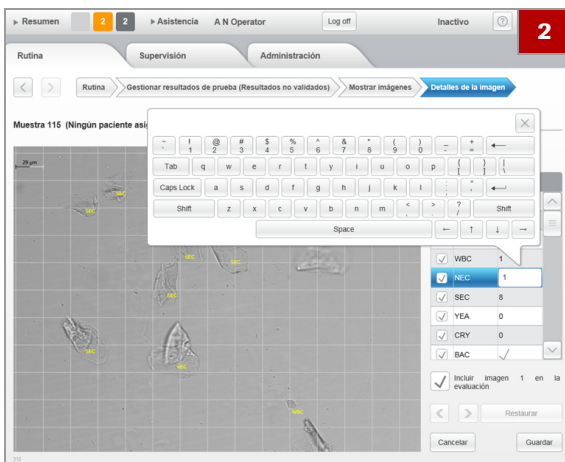 Resumen 2 2 Asistencia A N Operator Log off Inactivo ?
2
Rutina Supervisión Administración
Rutina Gestionar resultados de prueba (Resultados no validados) Mostrar imágenes Detalles de la imagen
Muestra 115 (Ningún paciente asi
~ ! @ # $ % ^ & * ( ) _ +
` 1 2 3 4 5 6 7 8 9 0 - =
Tab q w e r t y u i o p { } |
[ ] \
Caps Lock a s d f g h j k l : "
; '
Shift z x c v b n m < > ? Shift
, . /
Space
20 µm
SEC
SEC
SEC
SEC
SEC
SEC
NEC
WBC
WBC 1
NEC 1
SEC 8
YEA 0
CRY 0
BAC
Incluir imagen 1 en la
evaluación
Restaurar
Cancelar Guardar